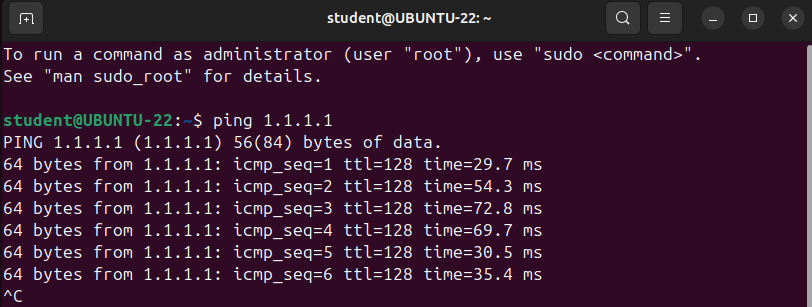 student@UBUNTU-22: ~
To run a command as administrator (user "root"), use "sudo <command>".
See "man sudo_root" for details.
student@UBUNTU-22:~$ ping 1.1.1.1
PING 1.1.1.1 (1.1.1.1) 56(84) bytes of data.
64 bytes from 1.1.1.1: icmp_seq=1 ttl=128 time=29.7 ms
64 bytes from 1.1.1.1: icmp_seq=2 ttl=128 time=54.3 ms
64 bytes from 1.1.1.1: icmp_seq=3 ttl=128 time=72.8 ms
64 bytes from 1.1.1.1: icmp_seq=4 ttl=128 time=69.7 ms
64 bytes from 1.1.1.1: icmp_seq=5 ttl=128 time=30.5 ms
64 bytes from 1.1.1.1: icmp_seq=6 ttl=128 time=35.4 ms
^C